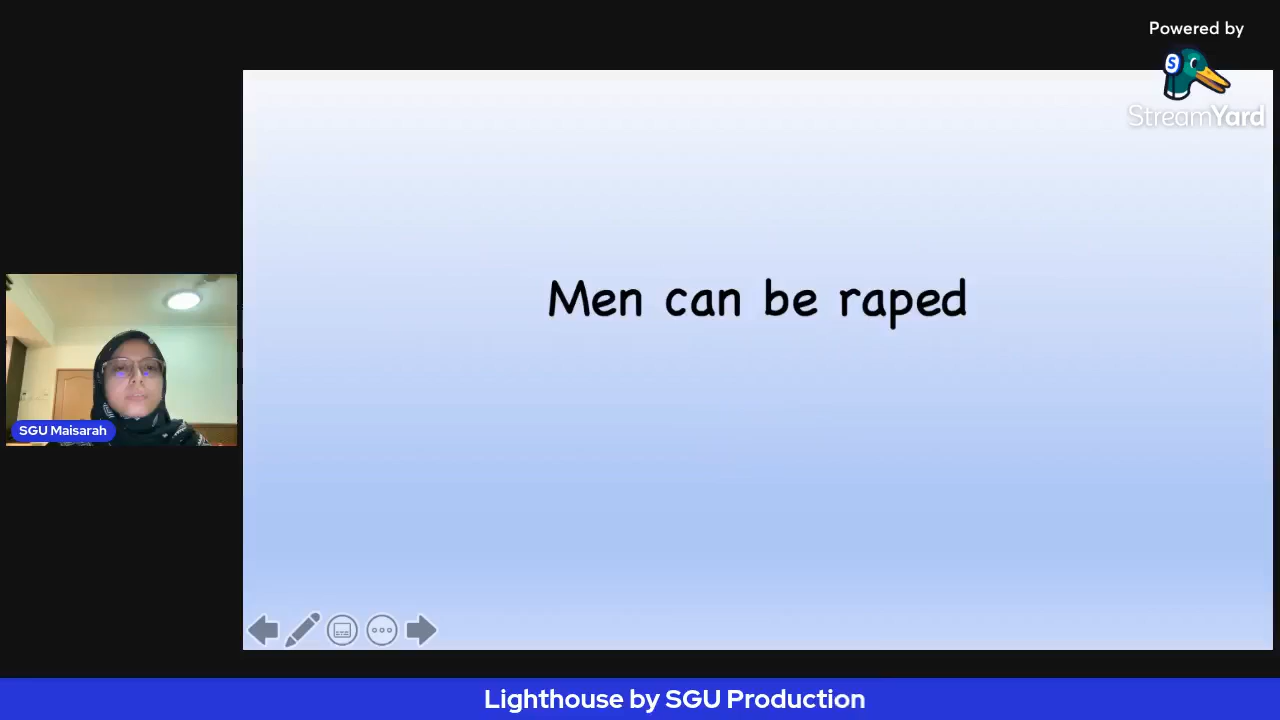 Powered by
S
StreamYard
Men can be raped
SGU Maisarah
Lighthouse by SGU Production